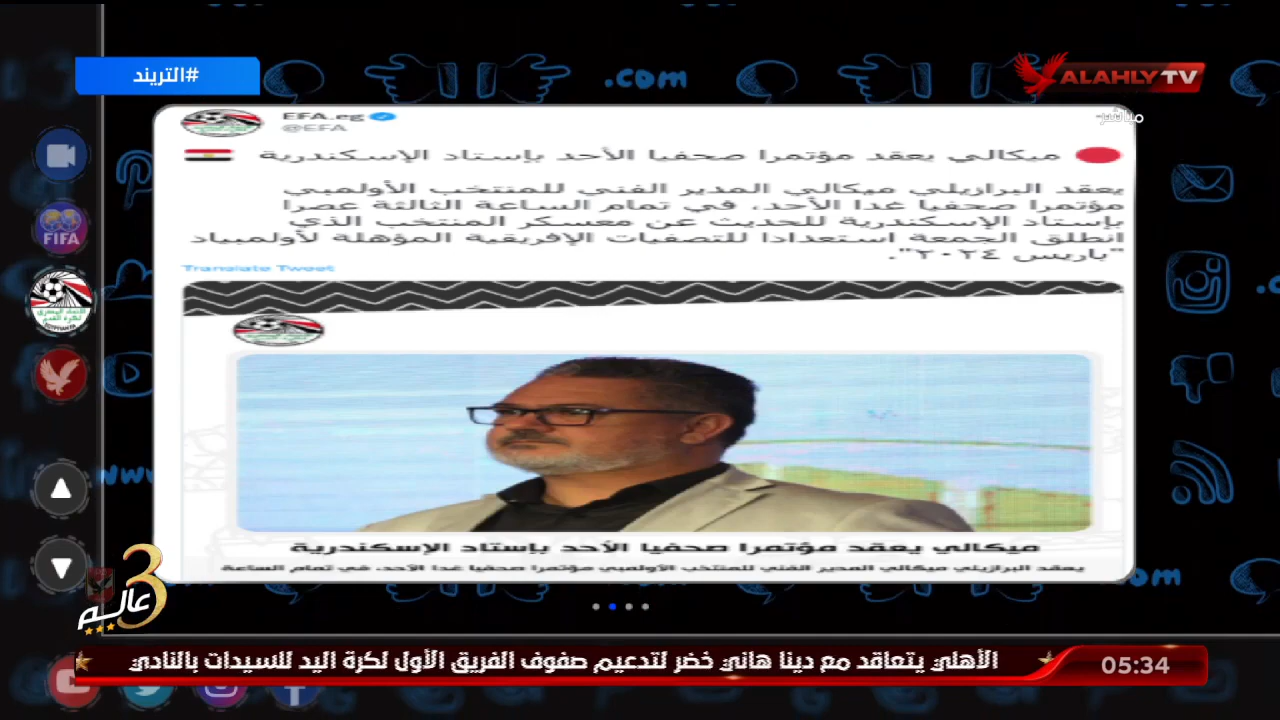 #التريند
.com
ALAHLY TV
مباشر
EFA.eg
@EFA
ميكالي يعقد مؤتمرا صحفيا الأحد بإستاد الإسكندرية
يعقد البرازيلي ميكالي المدير الفني للمنتخب الأولمبي
مؤتمرا صحفيا غدا الأحد، في تمام الساعة الثالثة عصرا
بإستاد الإسكندرية للحديث عن معسكر المنتخب الذي
انطلق الجمعة استعدادا للتصفيات الإفريقية المؤهلة لأولمبياد
"باريس ٢٠٢٤".
Translate Tweet
FIFA
ميكالي يعقد مؤتمرا صحفيا الأحد بإستاد الإسكندرية
يعقد البرازيلي ميكالي المدير الفني للمنتخب الأولمبي مؤتمرا صحفيا غدا الأحد، في تمام الساعة
3 عالم
الأهلي يتعاقد مع دينا هاني خضر لتدعيم صفوف الفريق الأول لكرة اليد للسيدات بالنادي
05:34